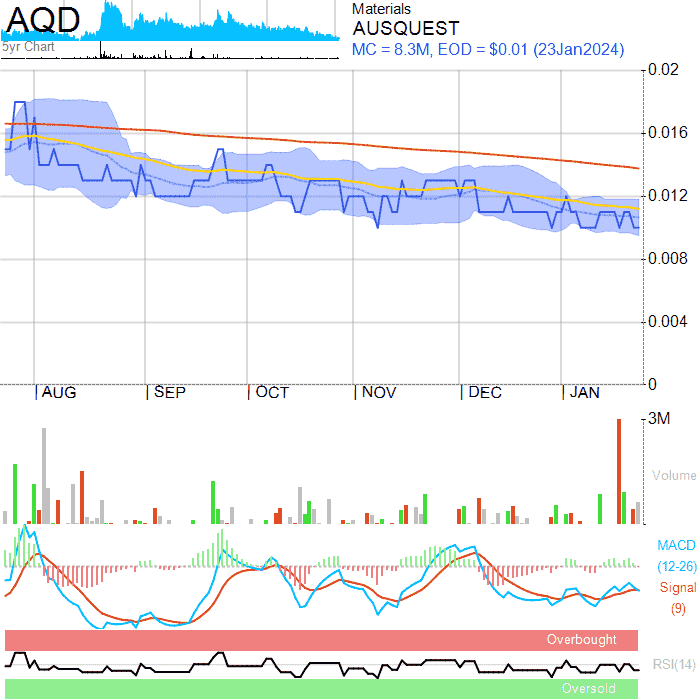 AQD
5yr Chart
Materials
AUSQUEST
MC = 8.3M, EOD = $0.01 (23Jan2024)
0.02
0.016
0.012
0.008
0.004
0
AUG
SEP
OCT
NOV
DEC
JAN
3M
Volume
MACD
(12-26)
Signal
(9)
Overbought
RSI(14)
Oversold